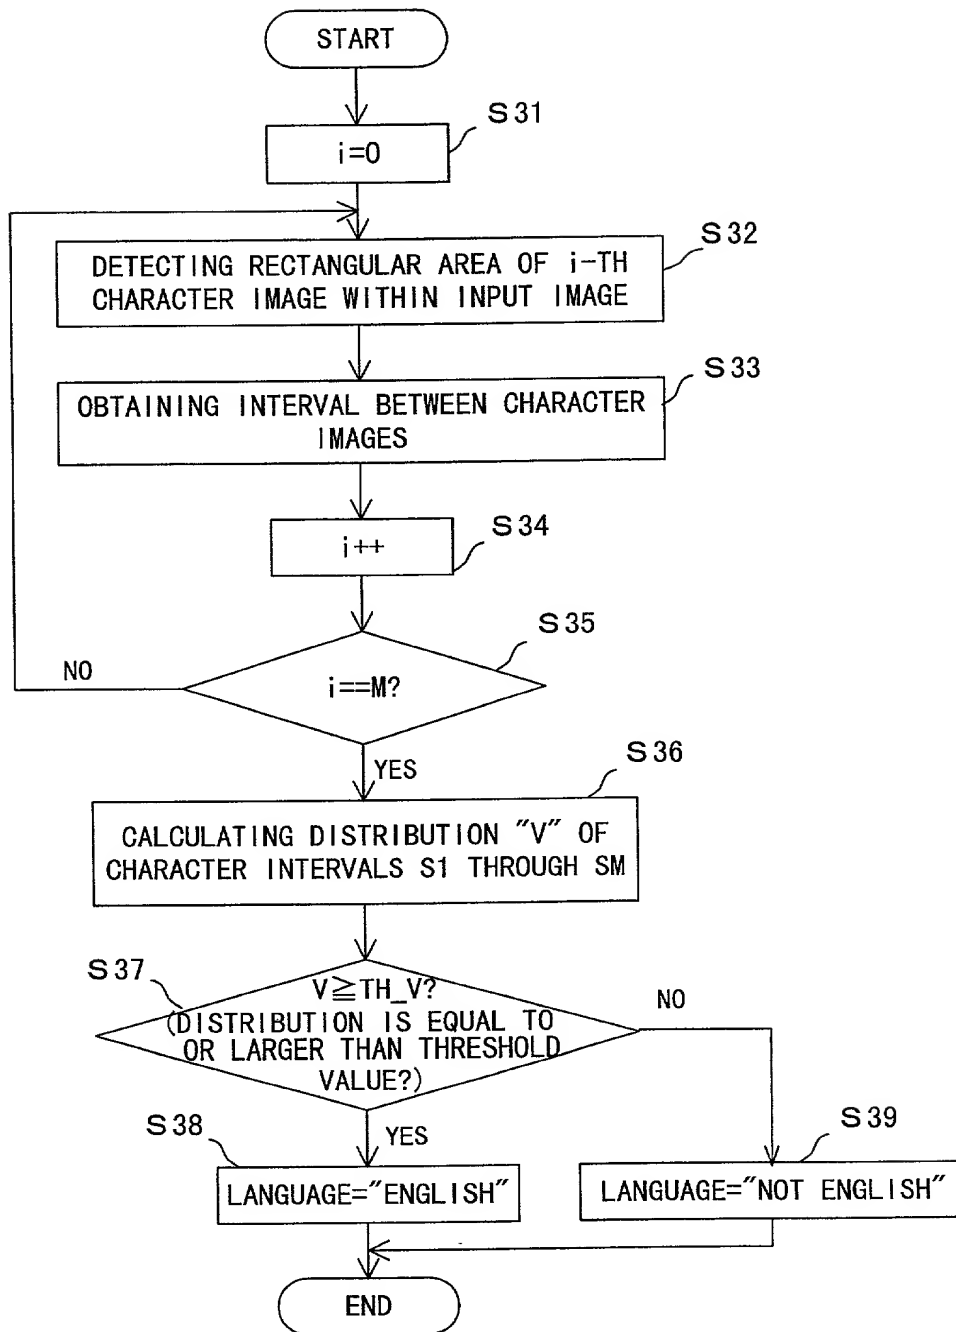 START
S31
i=0
S32
DETECTING RECTANGULAR AREA OF i-TH
CHARACTER IMAGE WITHIN INPUT IMAGE
S33
OBTAINING INTERVAL BETWEEN CHARACTER
IMAGES
S34
i++
S35
NO
i==M?
YES
S36
CALCULATING DISTRIBUTION "V" OF
CHARACTER INTERVALS S1 THROUGH SM
S37
V≧TH_V?
NO
(DISTRIBUTION IS EQUAL TO
OR LARGER THAN THRESHOLD
VALUE?)
S38
YES
S39
LANGUAGE="ENGLISH"
LANGUAGE="NOT ENGLISH"
END